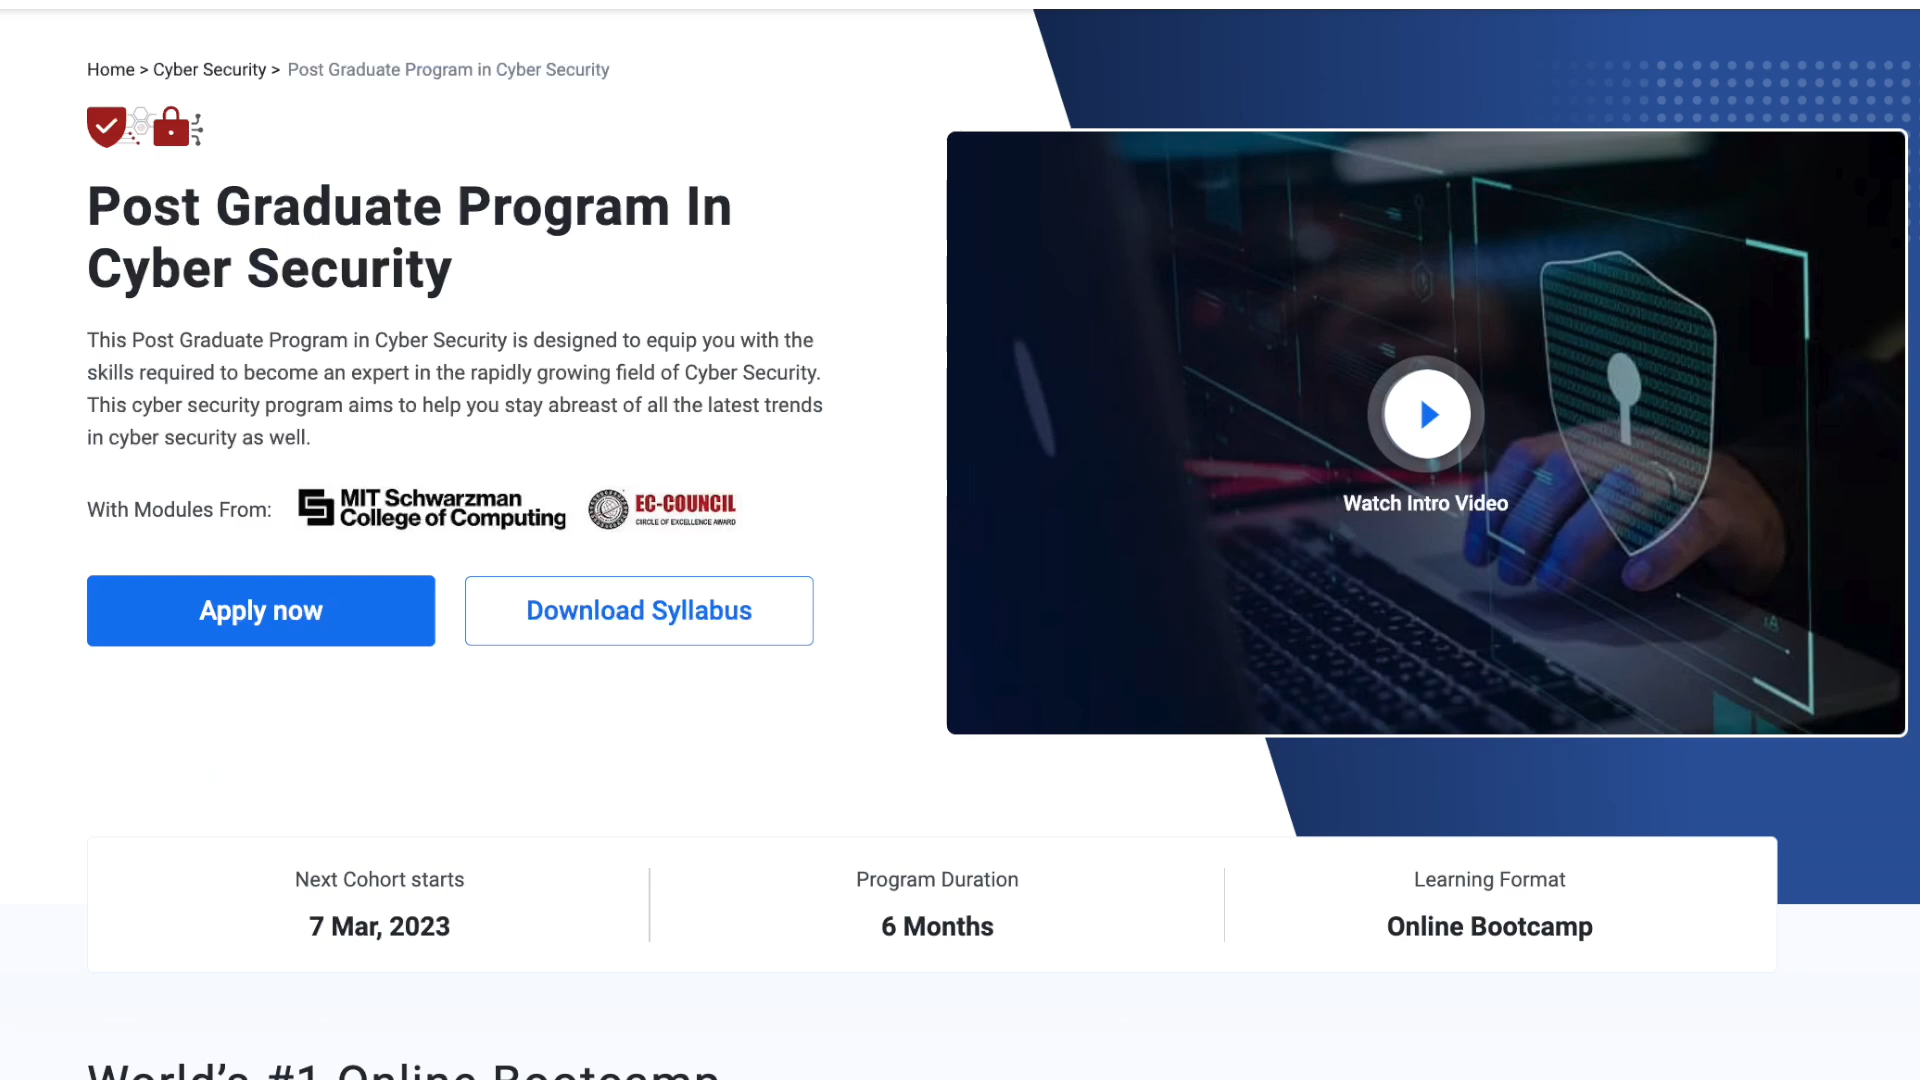 Home > Cyber Security > Post Graduate Program in Cyber Security
Post Graduate Program In
Cyber Security
This Post Graduate Program in Cyber Security is designed to equip you with the
skills required to become an expert in the rapidly growing field of Cyber Security.
This cyber security program aims to help you stay abreast of all the latest trends
in cyber security as well.
With Modules From:
MIT Schwarzman
College of Computing
EC-COUNCIL
CIRCLE OF EXCELLENCE AWARD
Apply now
Download Syllabus
Watch Intro Video
Next Cohort starts
7 Mar, 2023
Program Duration
6 Months
Learning Format
Online Bootcamp
World's #1 Online Bootcamp